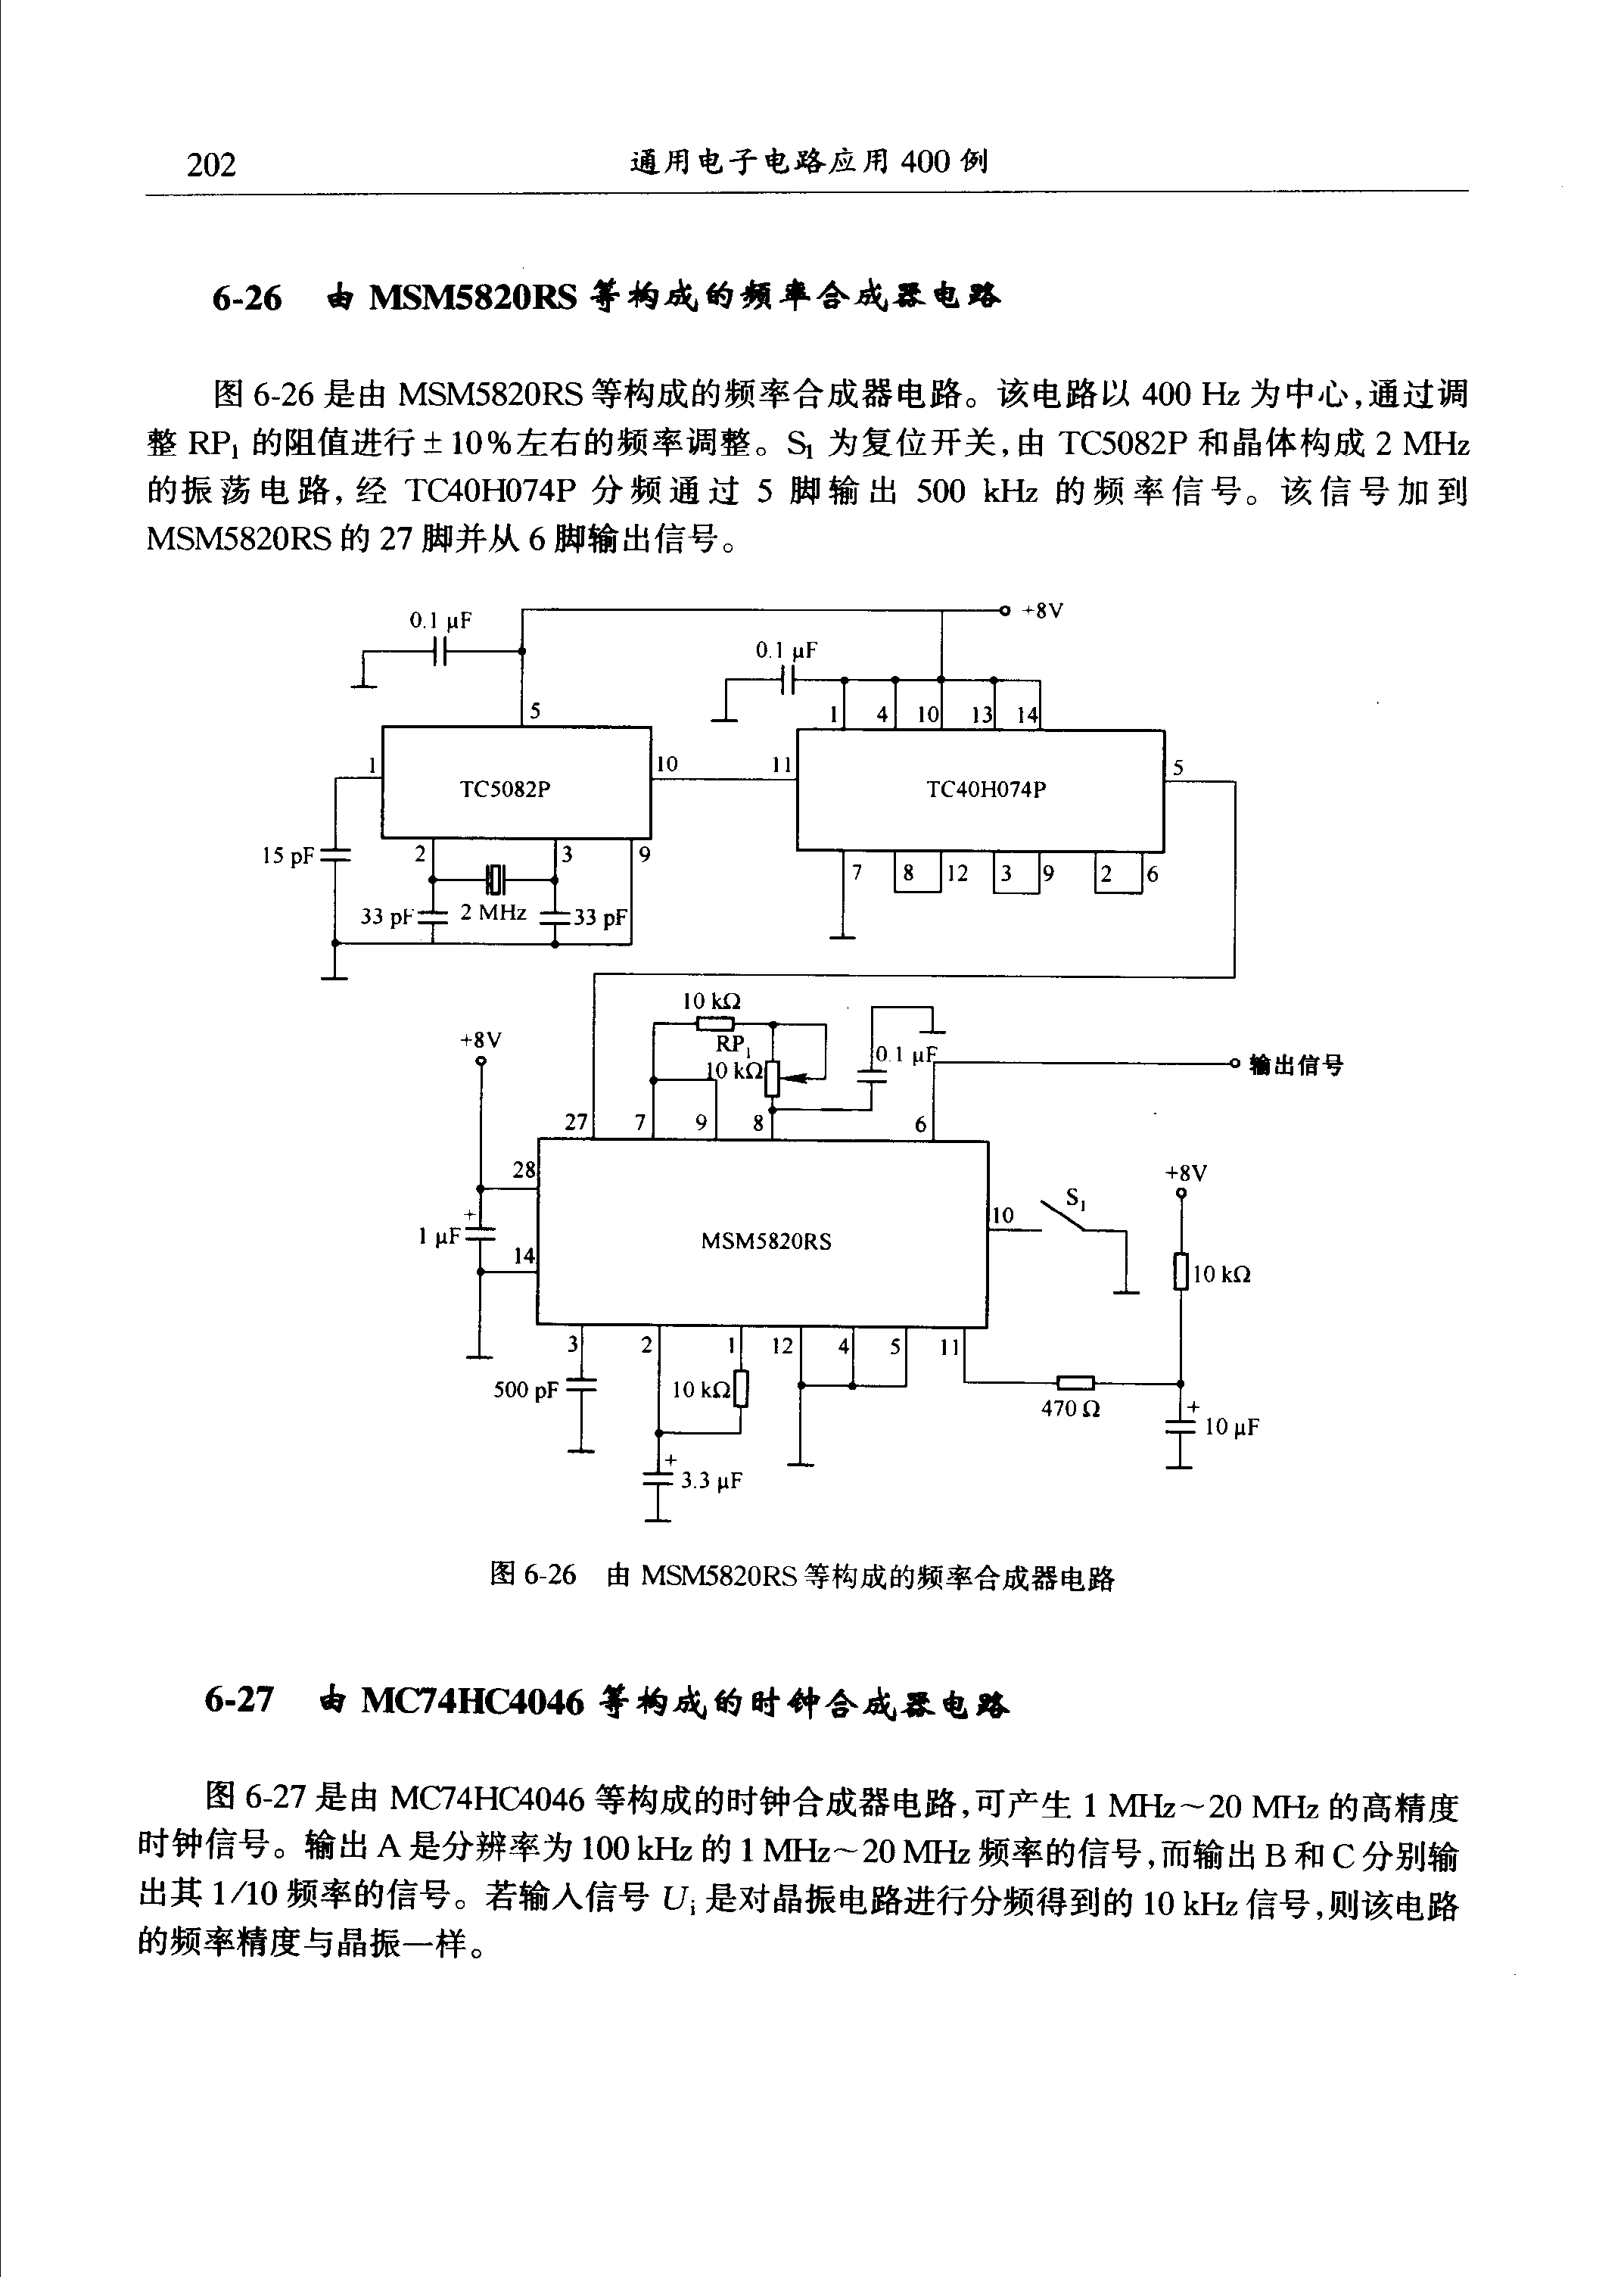 202
通用电子电路应用 400 例
6-26 由 MSM5820RS 等构成的频率合成器电路
图 6-26 是由 MSM5820RS 等构成的频率合成器电路。该电路以 400 Hz 为中心,通过调
整 RP₁ 的阻值进行 ± 10%左右的频率调整。S₁ 为复位开关,由 TC5082P 和晶体构成 2 MHz
的振荡电路,经 TC40H074P 分频通过 5 脚输出 500 kHz 的频率信号。该信号加到
MSM5820RS 的 27 脚并从 6 脚输出信号。
0.1 μF
+8V
0.1 μF
5
1 4 10 13 14
1
10
11
5
TC5082P
TC40H074P
15 pF
2 3 9
7 8 12 3 9 2 6
33 pF
2 MHz
33 pF
10 kΩ
+8V
RP₁
10 kΩ
0.1 μF
输出信号
27 7 9 8 6
28
+8V
S₁
10
+
1 μF
14
MSM5820RS
10 kΩ
3 2 1 12 4 5 11
500 pF
10 kΩ
470 Ω
+
10 μF
+
3.3 μF
图 6-26 由 MSM5820RS 等构成的频率合成器电路
6-27 由 MC74HC4046 等构成的时钟合成器电路
图 6-27 是由 MC74HC4046 等构成的时钟合成器电路,可产生 1 MHz～20 MHz 的高精度
时钟信号。输出 A 是分辨率为 100 kHz 的 1 MHz～20 MHz 频率的信号,而输出 B 和 C 分别输
出其 1/10 频率的信号。若输入信号 Uᵢ 是对晶振电路进行分频得到的 10 kHz 信号,则该电路
的频率精度与晶振一样。